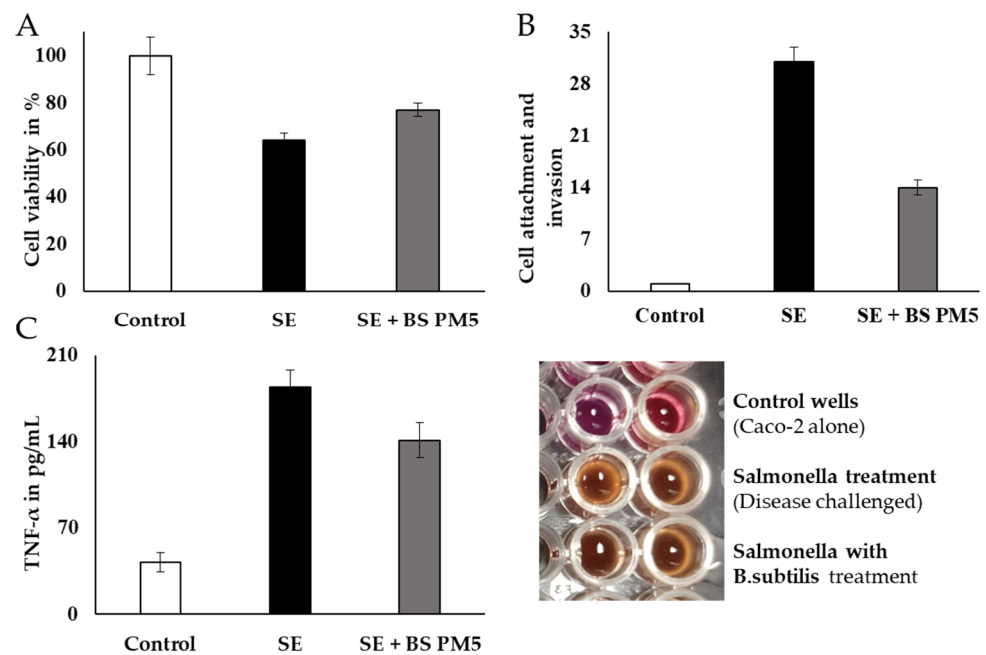 A
Cell viability in %
100
80
60
40
20
0
Control SE SE + BS PM5
B
Cell attachment and
invasion
35
28
21
14
7
0
Control SE SE + BS PM5
C
TNF-α in pg/mL
210
140
70
0
Control SE SE + BS PM5
Control wells
(Caco-2 alone)
Salmonella treatment
(Disease challenged)
Salmonella with
B.subtilis treatment